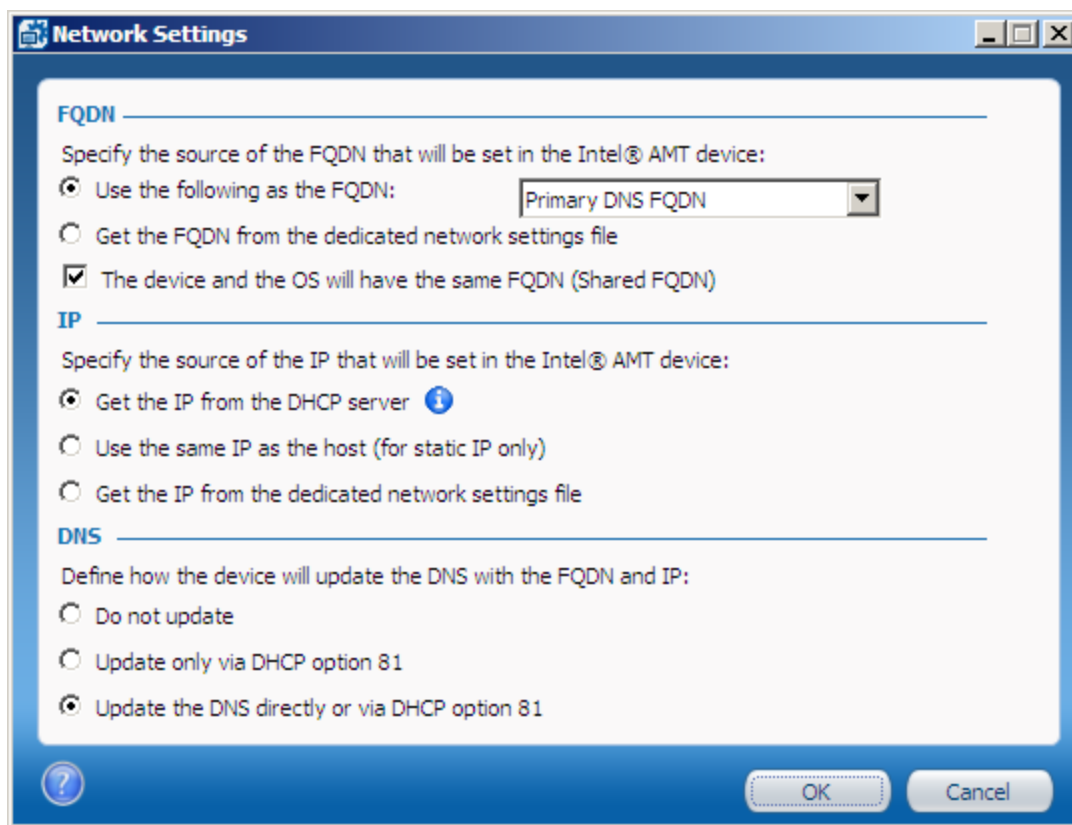 Network Settings
FQDN
Specify the source of the FQDN that will be set in the Intel® AMT device:
Use the following as the FQDN: Primary DNS FQDN
Get the FQDN from the dedicated network settings file
The device and the OS will have the same FQDN (Shared FQDN)
IP
Specify the source of the IP that will be set in the Intel® AMT device:
Get the IP from the DHCP server
Use the same IP as the host (for static IP only)
Get the IP from the dedicated network settings file
DNS
Define how the device will update the DNS with the FQDN and IP:
Do not update
Update only via DHCP option 81
Update the DNS directly or via DHCP option 81
OK Cancel